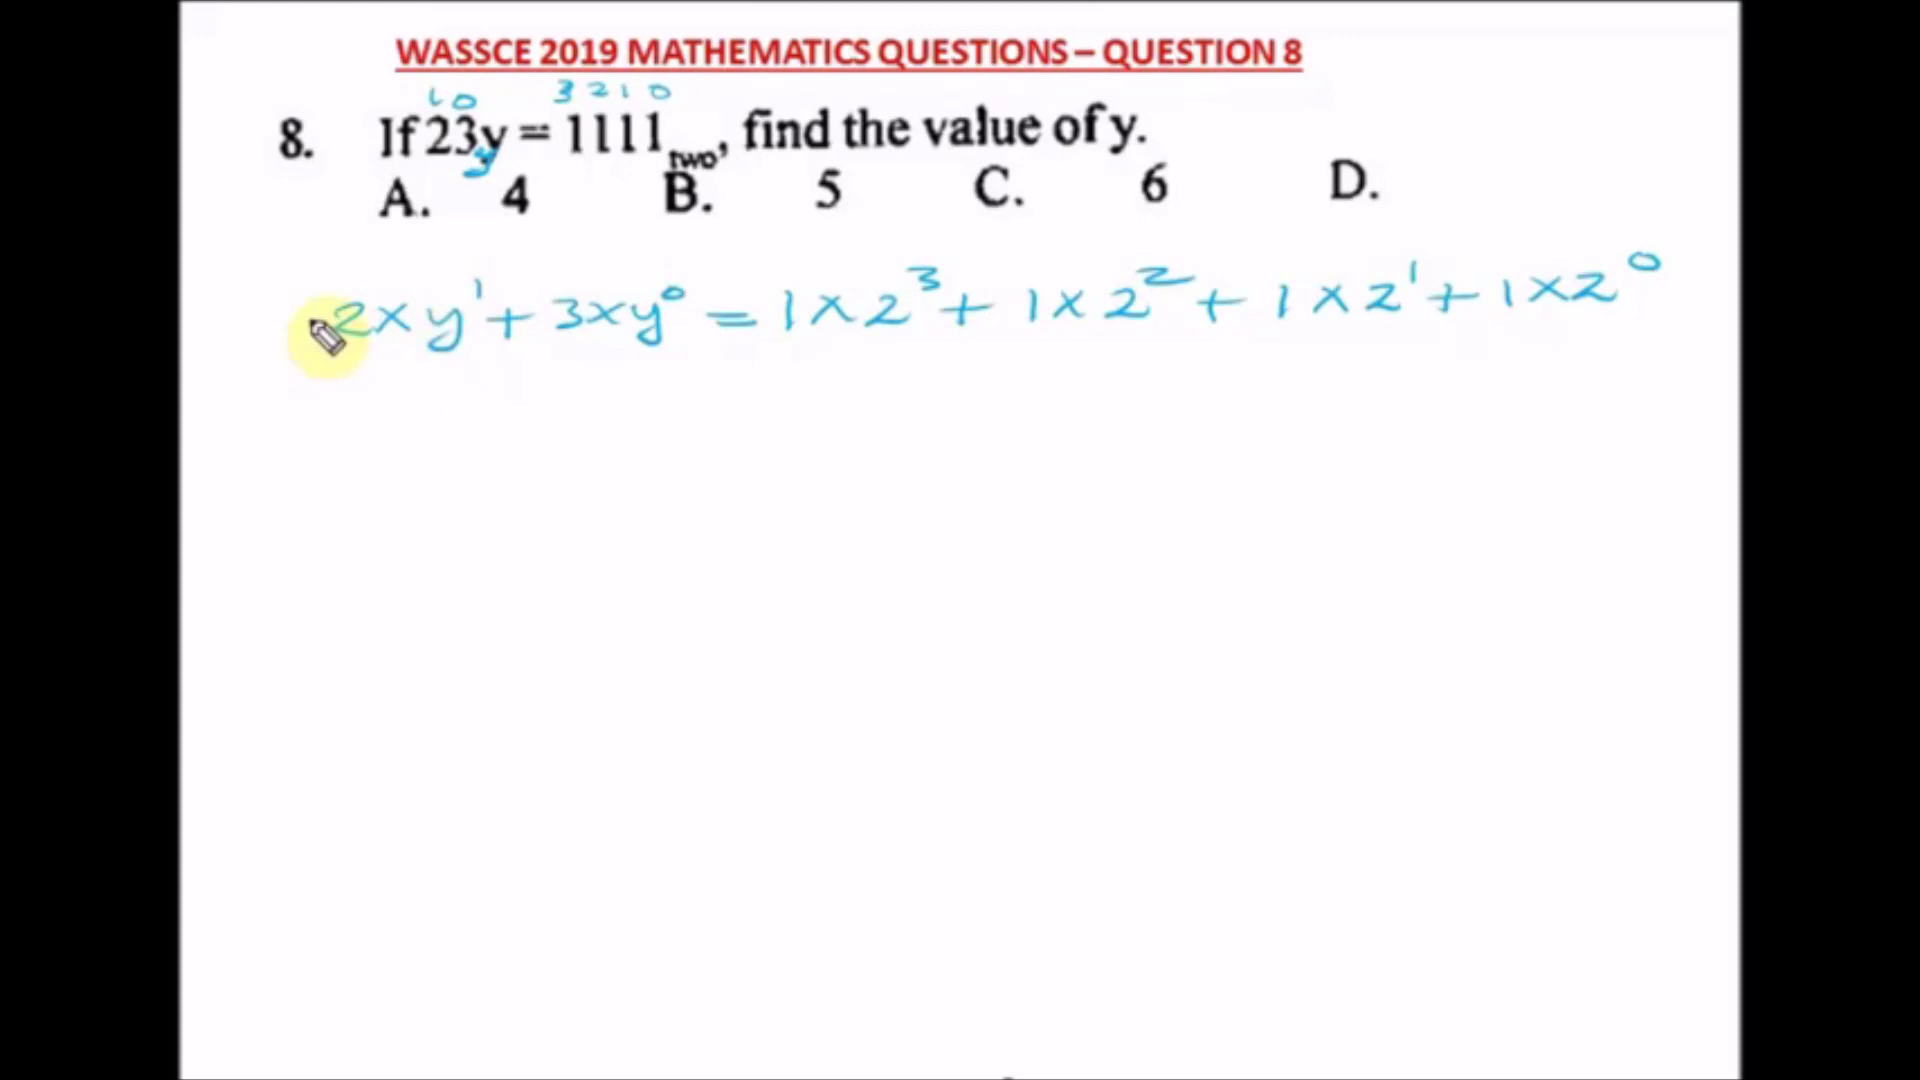 WASSCE 2019 MATHEMATICS QUESTIONS – QUESTION 8
1 0 3 2 1 0
8. If 23y = 1111two, find the value of y.
y
A. 4 B. 5 C. 6 D.
2 × y¹ + 3 × y⁰ = 1 × 2³ + 1 × 2² + 1 × 2¹ + 1 × 2⁰